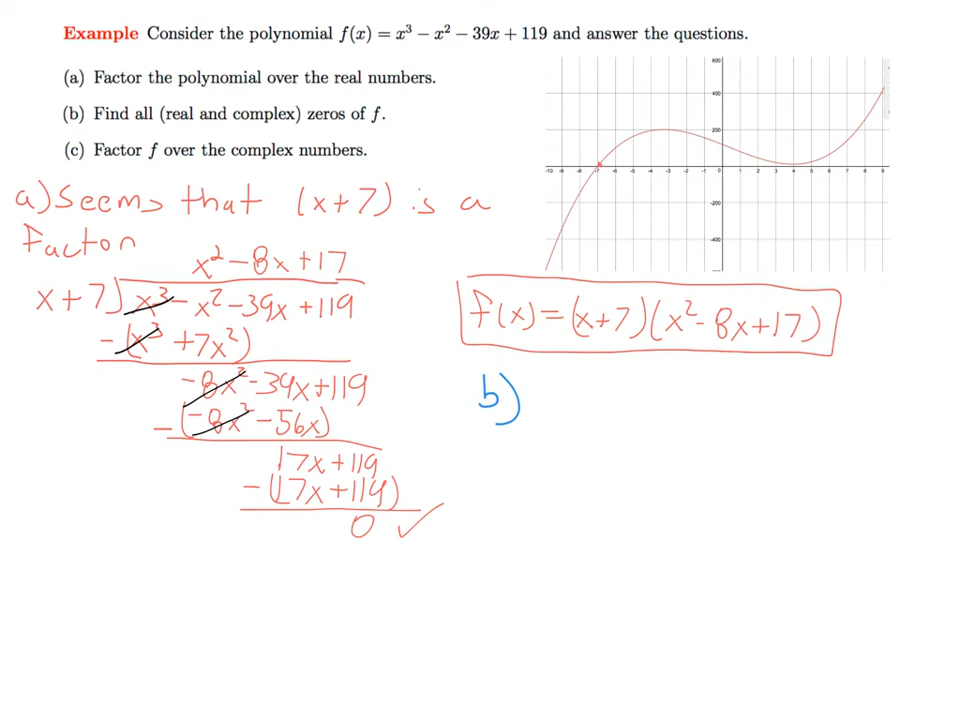 Example Consider the polynomial f(x) = x³ − x² − 39x + 119 and answer the questions.
(a) Factor the polynomial over the real numbers.
(b) Find all (real and complex) zeros of f.
(c) Factor f over the complex numbers.
600
400
200
-10 -9 -8 -7 -6 -5 -4 -3 -2 -1 0 1 2 3 4 5 6 7 8 9
-200
-400
a) Seems that (x+7) is a
factor
x² − 8x + 17
x + 7) x³ − x² − 39x + 119
− (x³ + 7x²)
−8x² − 39x + 119
− (−8x² − 56x)
17x + 119
− (17x + 119)
0 ✓
f(x) = (x+7)(x² − 8x + 17)
b)